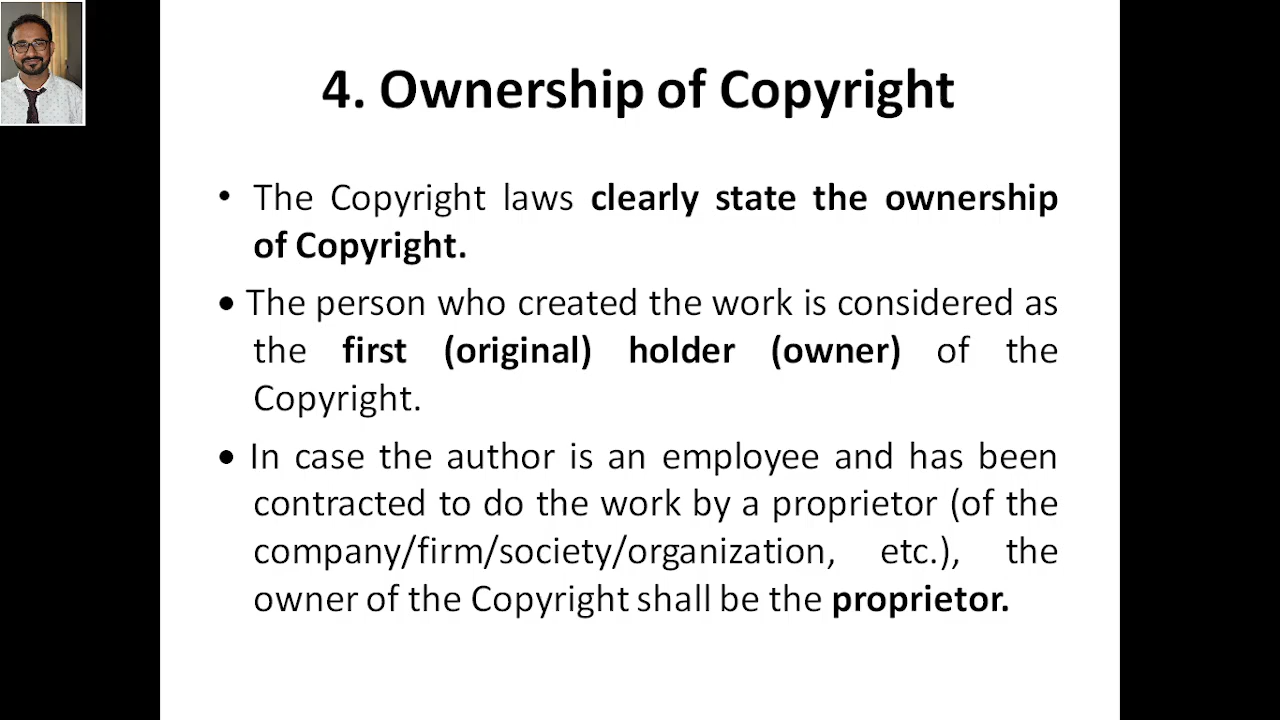 4. Ownership of Copyright
• The Copyright laws clearly state the ownership
of Copyright.
• The person who created the work is considered as
the first (original) holder (owner) of the
Copyright.
• In case the author is an employee and has been
contracted to do the work by a proprietor (of the
company/firm/society/organization, etc.), the
owner of the Copyright shall be the proprietor.